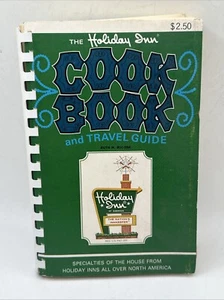 $2.50
THE Holiday Inn®
COOK
BOOK
and TRAVEL GUIDE
Holiday Inn
SPECIALTIES OF THE HOUSE FROM
HOLIDAY INNS ALL OVER NORTH AMERICA